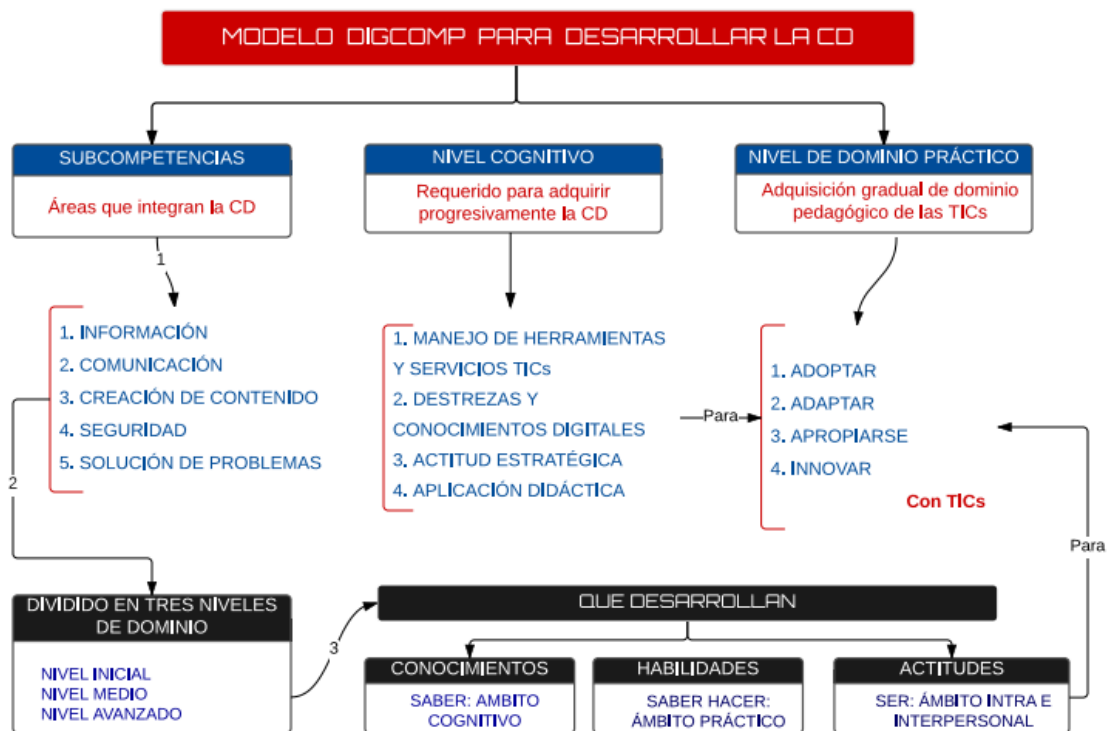 MODELO DIGCOMP PARA DESARROLLAR LA CD
SUBCOMPETENCIAS
Áreas que integran la CD
NIVEL COGNITIVO
Requerido para adquirir
progresivamente la CD
NIVEL DE DOMINIO PRÁCTICO
Adquisición gradual de dominio
pedagógico de las TICs
1
1. INFORMACIÓN
2. COMUNICACIÓN
3. CREACIÓN DE CONTENIDO
4. SEGURIDAD
5. SOLUCIÓN DE PROBLEMAS
1. MANEJO DE HERRAMIENTAS
Y SERVICIOS TICs
2. DESTREZAS Y
CONOCIMIENTOS DIGITALES
3. ACTITUD ESTRATÉGICA
4. APLICACIÓN DIDÁCTICA
Para
1. ADOPTAR
2. ADAPTAR
3. APROPIARSE
4. INNOVAR
Con TICs
2
Para
DIVIDIDO EN TRES NIVELES
DE DOMINIO
NIVEL INICIAL
NIVEL MEDIO
NIVEL AVANZADO
3
QUE DESARROLLAN
CONOCIMIENTOS
SABER: AMBITO
COGNITIVO
HABILIDADES
SABER HACER:
ÁMBITO PRÁCTICO
ACTITUDES
SER: ÁMBITO INTRA E
INTERPERSONAL